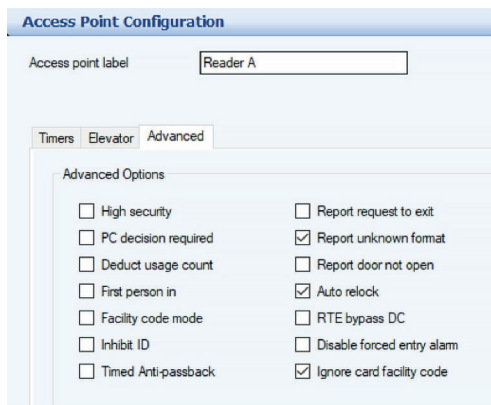 Access Point Configuration
Access point label Reader A
Timers Elevator Advanced
Advanced Options
High security
PC decision required
Deduct usage count
First person in
Facility code mode
Inhibit ID
Timed Anti-passback
Report request to exit
Report unknown format
Report door not open
Auto relock
RTE bypass DC
Disable forced entry alarm
Ignore card facility code